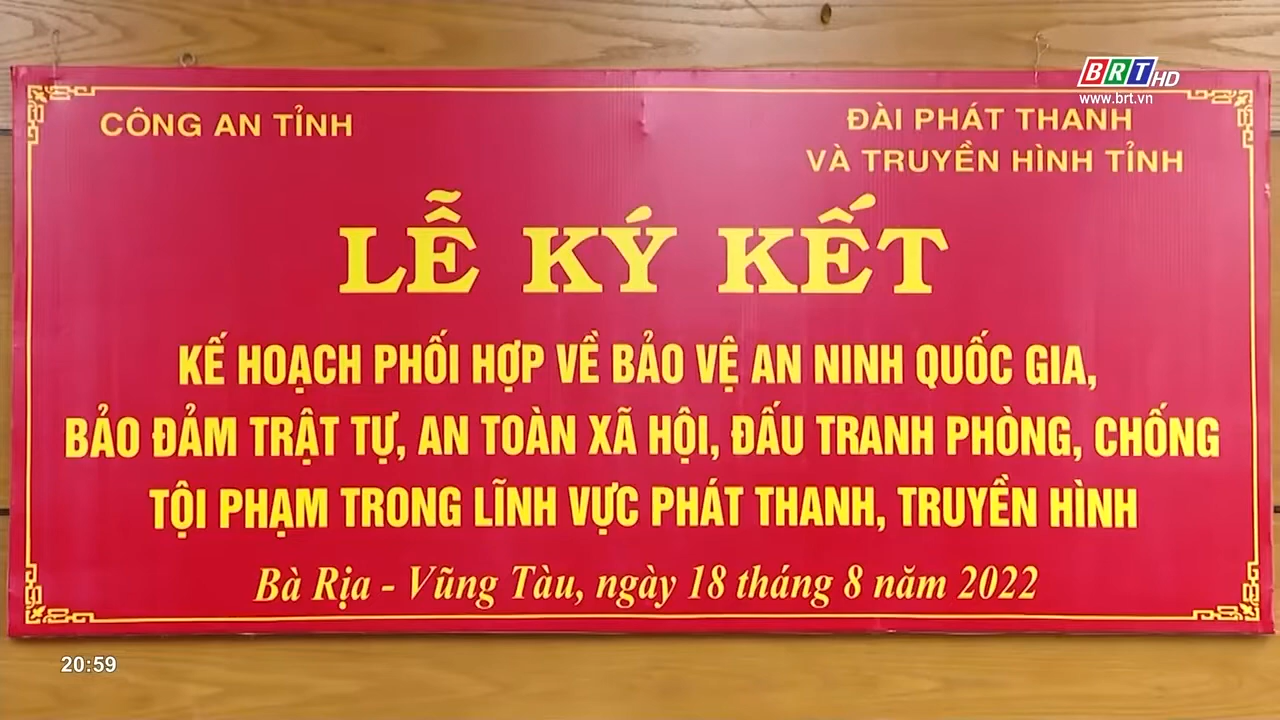 BRT HD
www.brt.vn
CÔNG AN TỈNH
ĐÀI PHÁT THANH
VÀ TRUYỀN HÌNH TỈNH
LỄ KÝ KẾT
KẾ HOẠCH PHỐI HỢP VỀ BẢO VỆ AN NINH QUỐC GIA,
BẢO ĐẢM TRẬT TỰ, AN TOÀN XÃ HỘI, ĐẤU TRANH PHÒNG, CHỐNG
TỘI PHẠM TRONG LĨNH VỰC PHÁT THANH, TRUYỀN HÌNH
Bà Rịa - Vũng Tàu, ngày 18 tháng 8 năm 2022
20:59